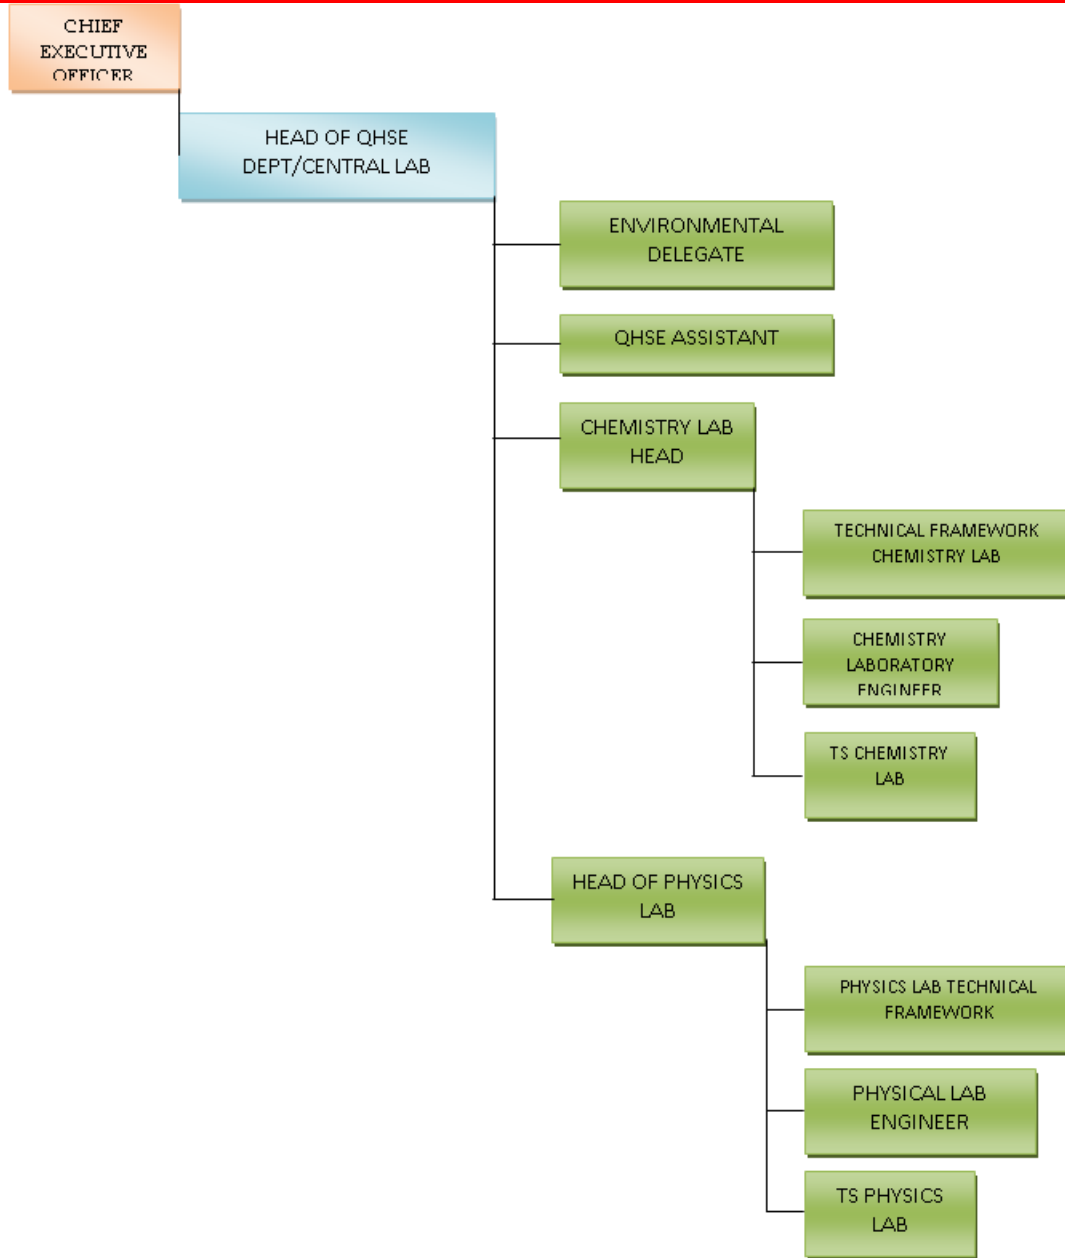 CHIEF
EXECUTIVE
OFFICER
HEAD OF QHSE
DEPT/CENTRAL LAB
ENVIRONMENTAL
DELEGATE
QHSE ASSISTANT
CHEMISTRY LAB
HEAD
TECHNICAL FRAMEWORK
CHEMISTRY LAB
CHEMISTRY
LABORATORY
ENGINEER
TS CHEMISTRY
LAB
HEAD OF PHYSICS
LAB
PHYSICS LAB TECHNICAL
FRAMEWORK
PHYSICAL LAB
ENGINEER
TS PHYSICS
LAB